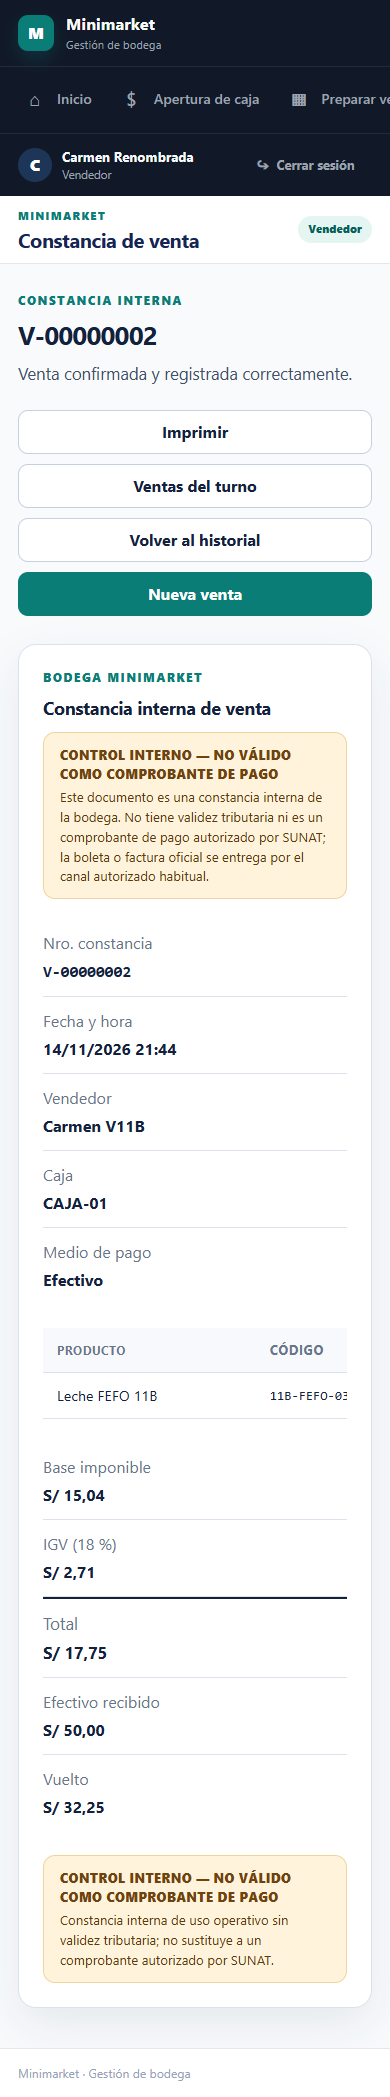 M
Minimarket
Gestión de bodega
Inicio
$ Apertura de caja
Preparar ve
C
Carmen Renombrada
Vendedor
Cerrar sesión
MINIMARKET
Constancia de venta
Vendedor
CONSTANCIA INTERNA
V-00000002
Venta confirmada y registrada correctamente.
Imprimir
Ventas del turno
Volver al historial
Nueva venta
BODEGA MINIMARKET
Constancia interna de venta
CONTROL INTERNO — NO VÁLIDO
COMO COMPROBANTE DE PAGO
Este documento es una constancia interna de
la bodega. No tiene validez tributaria ni es un
comprobante de pago autorizado por SUNAT;
la boleta o factura oficial se entrega por el
canal autorizado habitual.
Nro. constancia
V-00000002
Fecha y hora
14/11/2026 21:44
Vendedor
Carmen V11B
Caja
CAJA-01
Medio de pago
Efectivo
PRODUCTO CÓDIGO
Leche FEFO 11B 11B-FEFO-03
Base imponible
S/ 15,04
IGV (18 %)
S/ 2,71
Total
S/ 17,75
Efectivo recibido
S/ 50,00
Vuelto
S/ 32,25
CONTROL INTERNO — NO VÁLIDO
COMO COMPROBANTE DE PAGO
Constancia interna de uso operativo sin
validez tributaria; no sustituye a un
comprobante autorizado por SUNAT.
Minimarket · Gestión de bodega